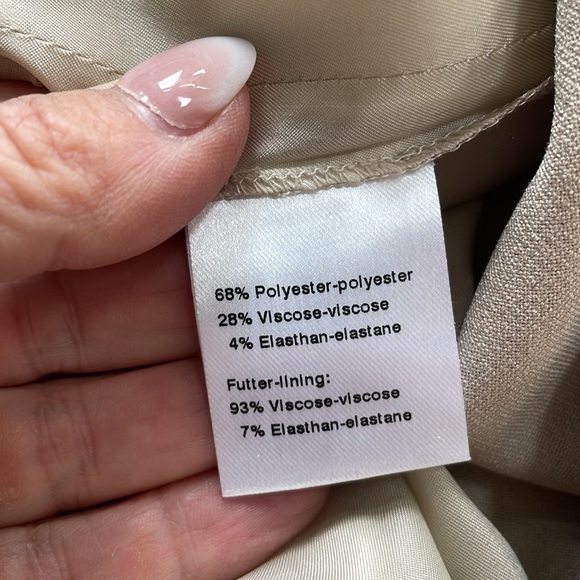 68% Polyester-polyester
28% Viscose-viscose
4% Elasthan-elastane
Futter-lining:
93% Viscose-viscose
7% Elasthan-elastane